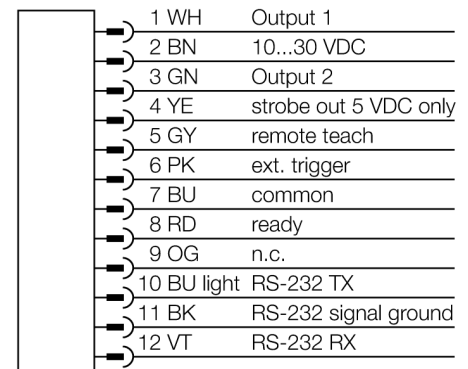 1 WH Output 1
2 BN 10...30 VDC
3 GN Output 2
4 YE strobe out 5 VDC only
5 GY remote teach
6 PK ext. trigger
7 BU common
8 RD ready
9 OG n.c.
10 BU light RS-232 TX
11 BK RS-232 signal ground
12 VT RS-232 RX